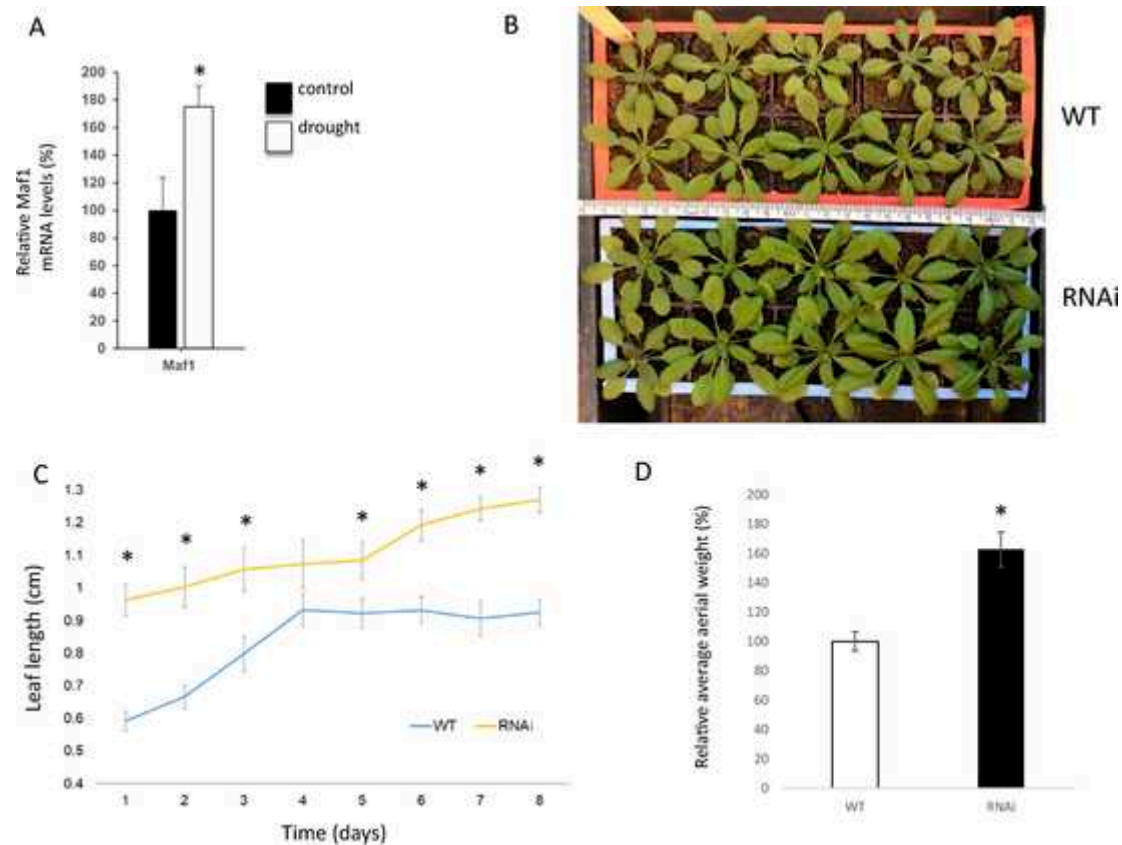 A
200
180
160
140
120
100
80
60
40
20
0
Relative Maf1
mRNA levels (%)
*
control
drought
Maf1
B
WT
RNAi
C
1.3
1.2
1.1
1
0.9
0.8
0.7
0.6
0.5
0.4
Leaf length (cm)
* * * * * * *
WT RNAi
1 2 3 4 5 6 7 8
Time (days)
D
200
180
160
140
120
100
80
60
40
20
0
Relative average aerial weight (%)
*
WT RNAi